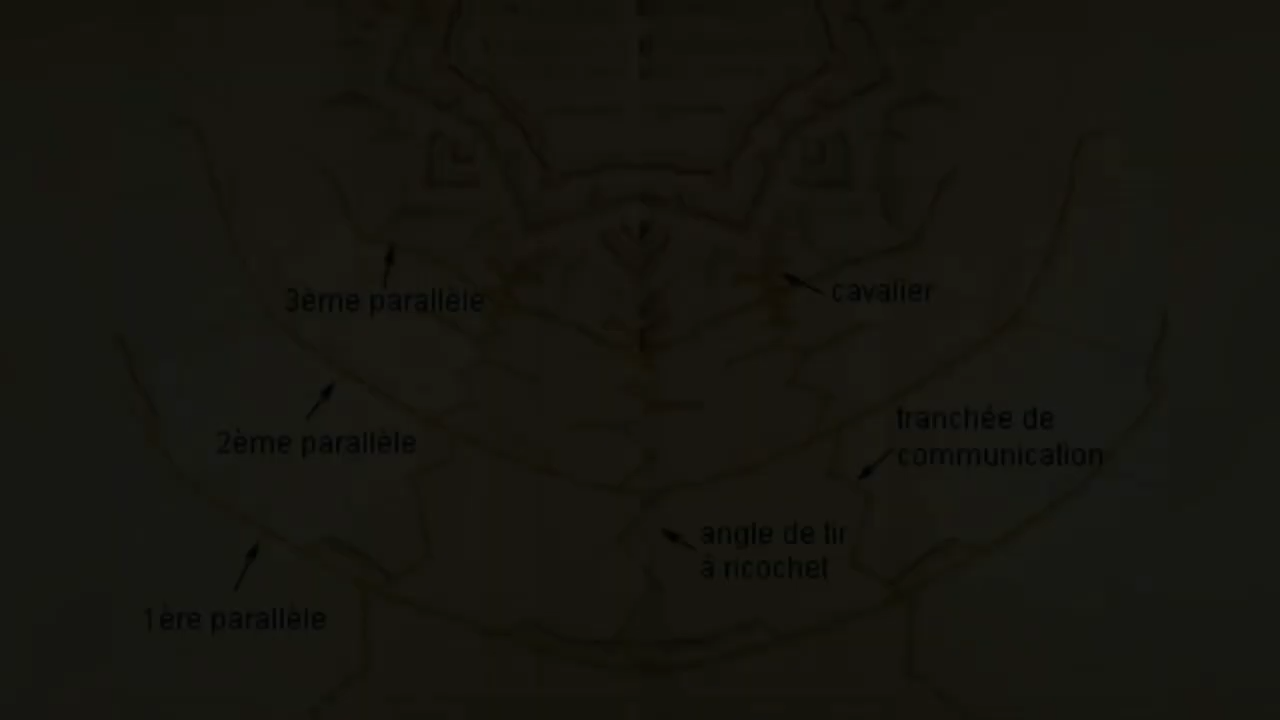 3ème parallèle
cavalier
2ème parallèle
tranchée de
communication
angle de tir
à ricochet
1ère parallèle